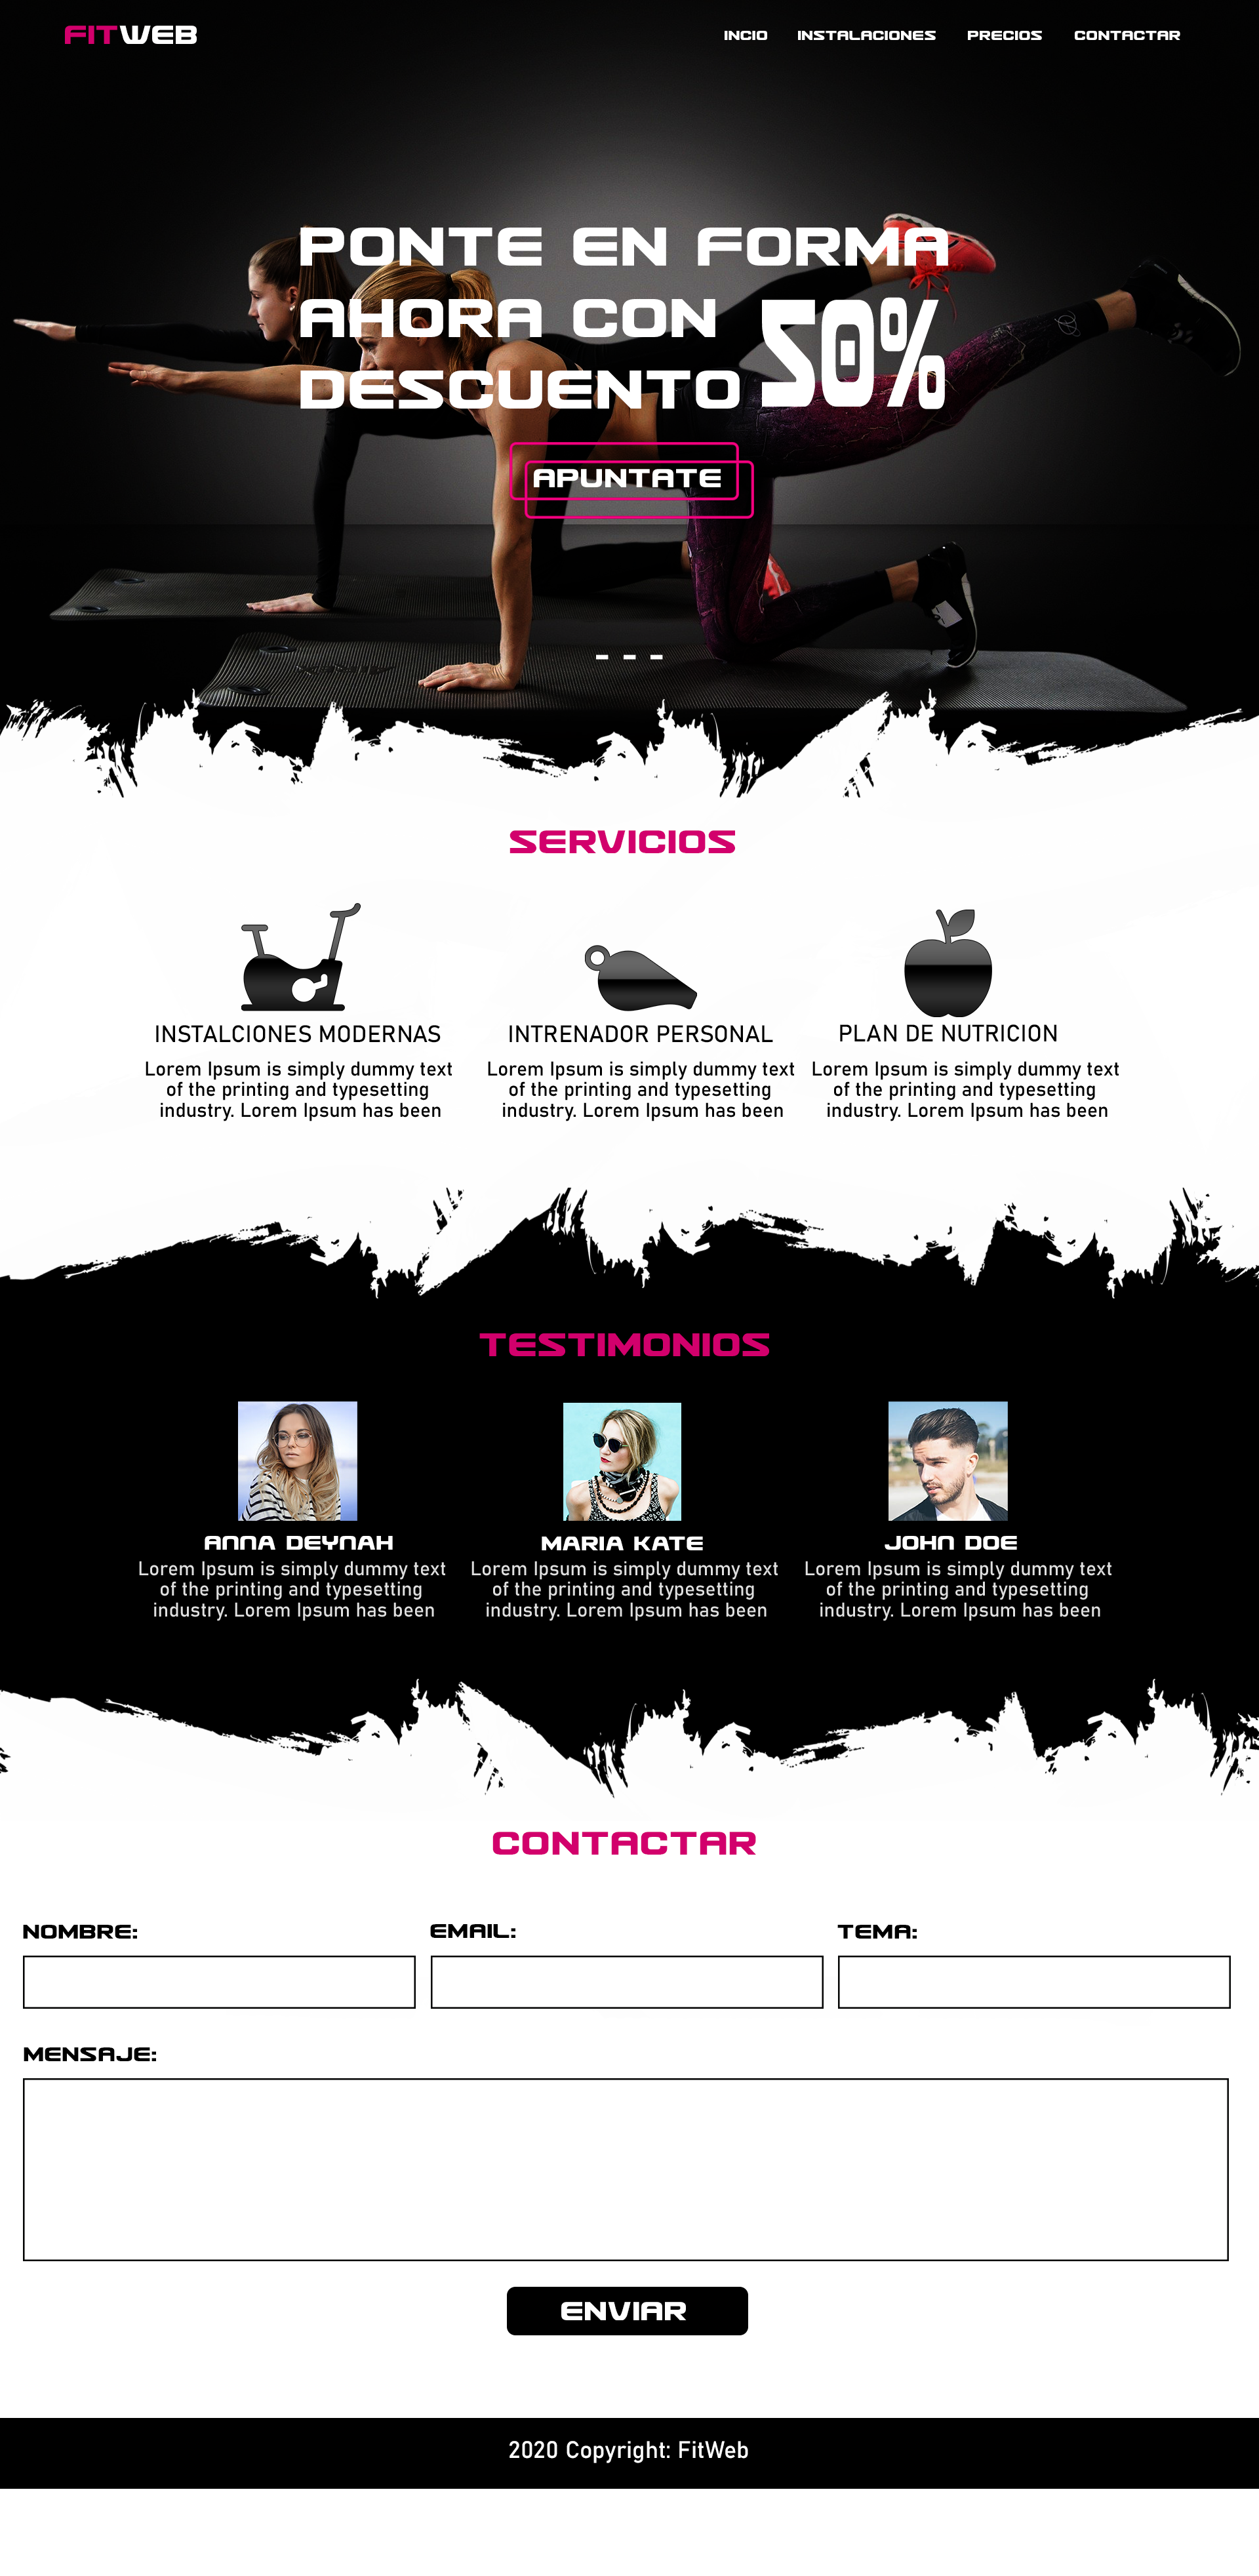 FITWEB
INCIO INSTALACIONES PRECIOS CONTACTAR
PONTE EN FORMA
AHORA CON 50%
DESCUENTO
APUNTATE
SERVICIOS
INSTALCIONES MODERNAS
Lorem Ipsum is simply dummy text
of the printing and typesetting
industry. Lorem Ipsum has been
INTRENADOR PERSONAL
Lorem Ipsum is simply dummy text
of the printing and typesetting
industry. Lorem Ipsum has been
PLAN DE NUTRICION
Lorem Ipsum is simply dummy text
of the printing and typesetting
industry. Lorem Ipsum has been
TESTIMONIOS
ANNA DEYNAH
Lorem Ipsum is simply dummy text
of the printing and typesetting
industry. Lorem Ipsum has been
MARIA KATE
Lorem Ipsum is simply dummy text
of the printing and typesetting
industry. Lorem Ipsum has been
JOHN DOE
Lorem Ipsum is simply dummy text
of the printing and typesetting
industry. Lorem Ipsum has been
CONTACTAR
NOMBRE: EMAIL: TEMA:
MENSAJE:
ENVIAR
2020 Copyright: FitWeb